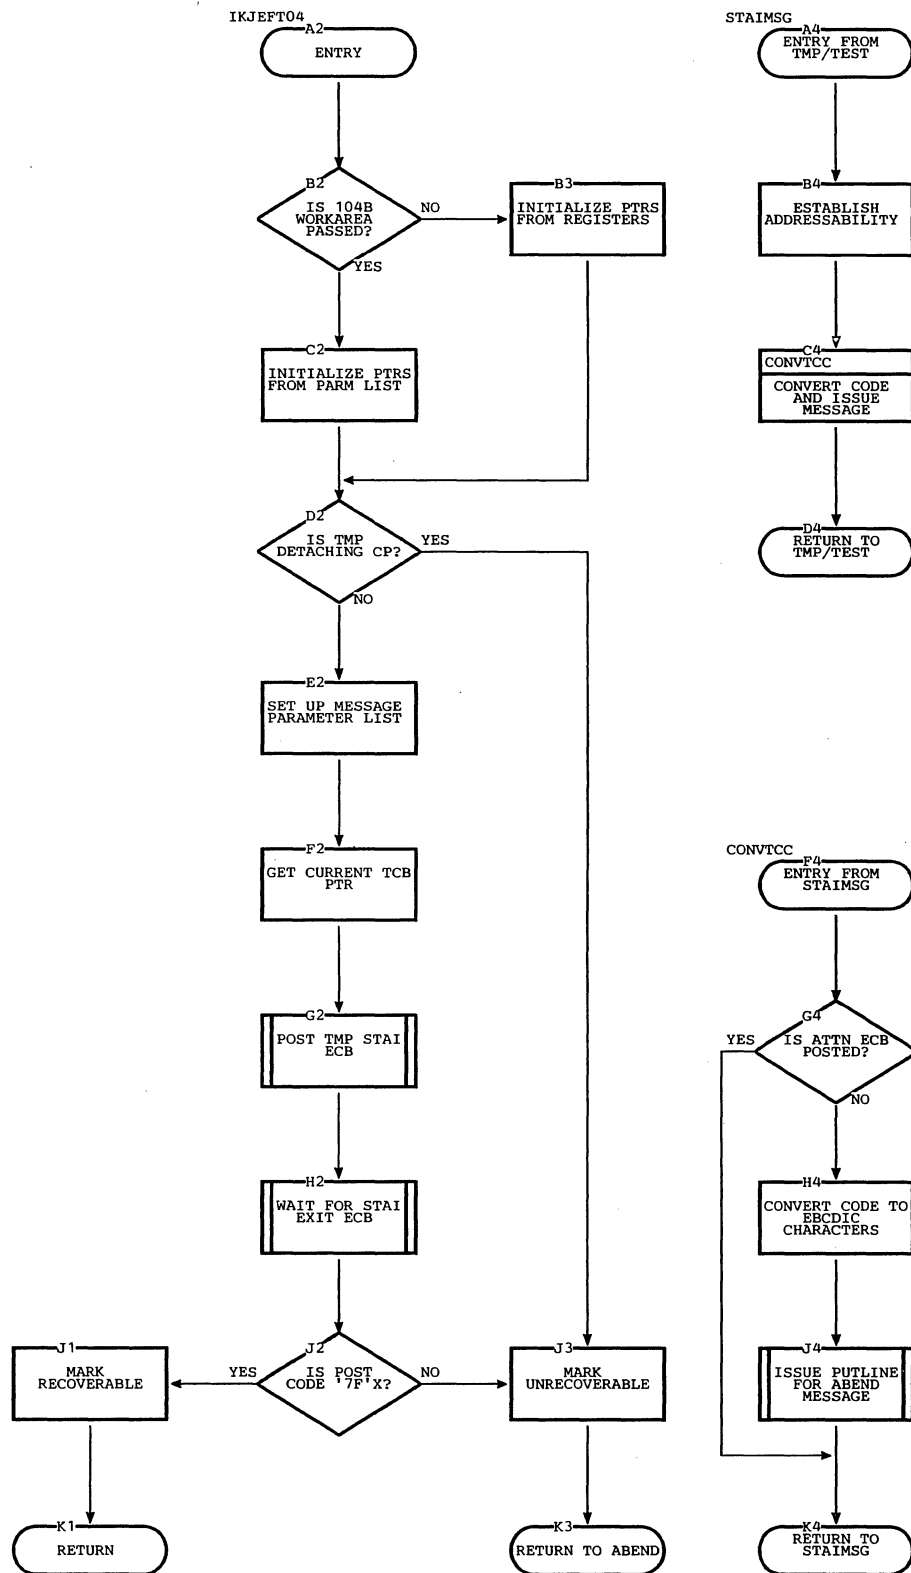 IKJEFT04
A2
ENTRY
B2
IS 104B
WORKAREA
PASSED?
NO
YES
B3
INITIALIZE PTRS
FROM REGISTERS
C2
INITIALIZE PTRS
FROM PARM LIST
D2
IS TMP
DETACHING CP?
YES
NO
E2
SET UP MESSAGE
PARAMETER LIST
F2
GET CURRENT TCB
PTR
G2
POST TMP STAI
ECB
H2
WAIT FOR STAI
EXIT ECB
J2
IS POST
CODE '7F'X?
YES
NO
J1
MARK
RECOVERABLE
J3
MARK
UNRECOVERABLE
K1
RETURN
K3
RETURN TO ABEND
STAIMSG
A4
ENTRY FROM
TMP/TEST
B4
ESTABLISH
ADDRESSABILITY
C4
CONVTCC
CONVERT CODE
AND ISSUE
MESSAGE
D4
RETURN TO
TMP/TEST
CONVTCC
F4
ENTRY FROM
STAIMSG
G4
IS ATTN ECB
POSTED?
YES
NO
H4
CONVERT CODE TO
EBCDIC
CHARACTERS
J4
ISSUE PUTLINE
FOR ABEND
MESSAGE
K4
RETURN TO
STAIMSG